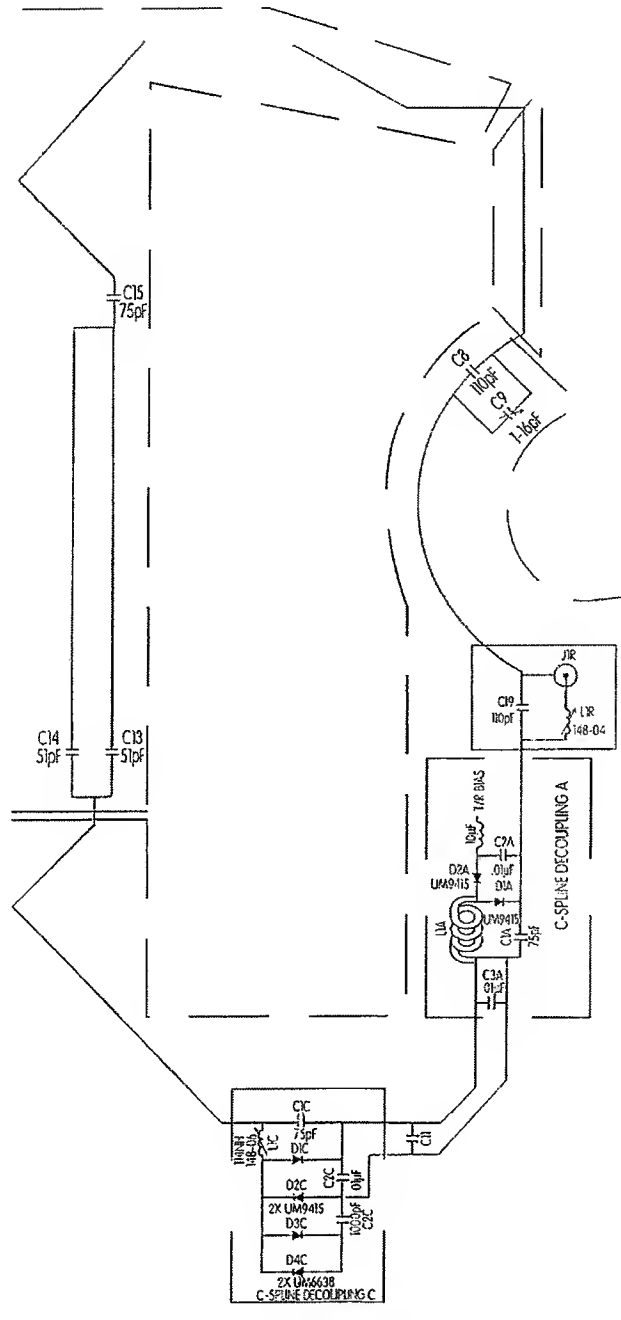 C15
75pF
C8
110pF
C9
1-16pF
J1R
C19
110pF
L1R
148-04
C14
51pF
C13
51pF
T/R BIAS
10µF
C2A
.01µF
D2A
UM9415
D1A
UM9415
L1A
C1A
75pF
C-SPLINE DECOUPLING A
C3A
.01µF
C1C
75pF
148-06
L1C
D1C
C11
C2C
.01µF
D2C
2X UM9415
1000pF
C2C
D3C
D4C
2X UM6638
C-SPLINE DECOUPLING C